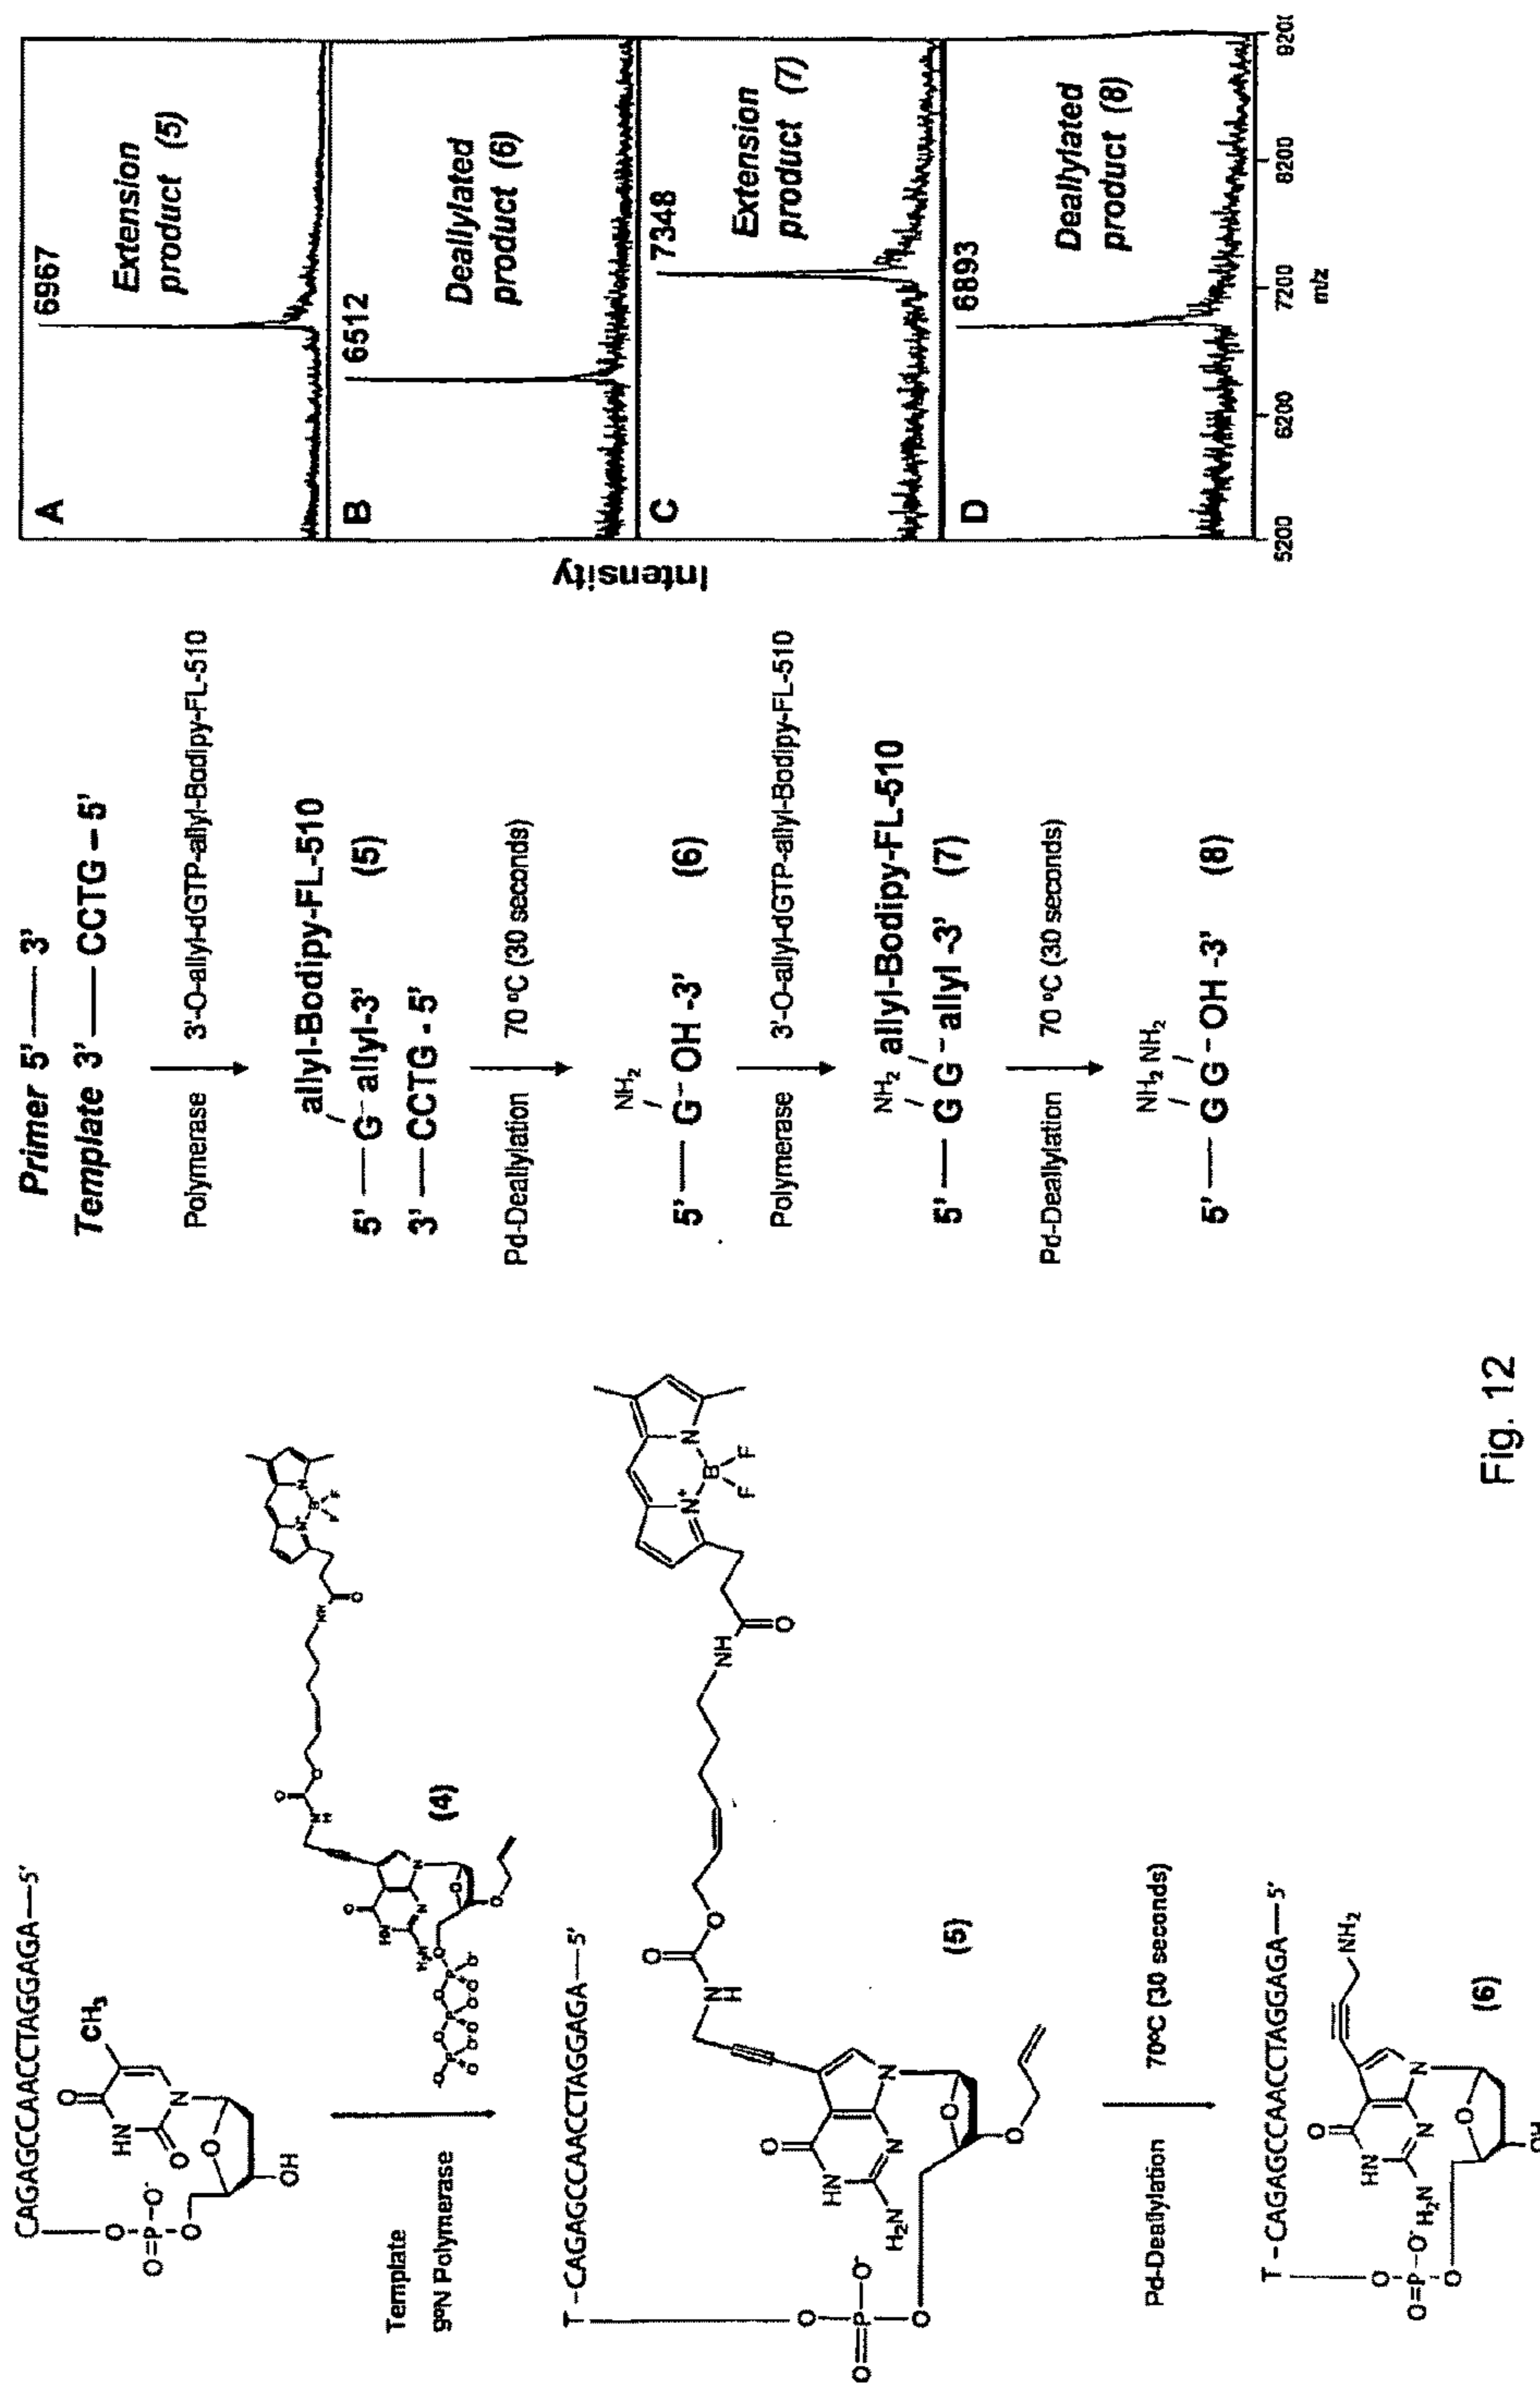 CAGAGCCAACCTAGGAGA—5'
CH3
O
HN
N
O
O
O=P–O-
O
O
OH
Template
9°N Polymerase
(4)
T –CAGAGCCAACCTAGGAGA—5'
O
HN
H2N
N
N
O
O=P–O-
O
O
O
N
H
O
O
NH
O
N+
N
B
F
F
(5)
Pd-Deallylation
70°C (30 seconds)
T – CAGAGCCAACCTAGGAGA—5'
NH2
O
HN
H2N
N
N
O
O=P–O-
O
O
OH
(6)
Primer 5' —— 3'
Template 3' —— CCTG – 5'
Polymerase
3'-O-allyl-dGTP-allyl-Bodipy-FL-510
allyl-Bodipy-FL-510
5' —— G – allyl-3' (5)
3' —— CCTG - 5'
Pd-Deallylation
70 °C (30 seconds)
NH2
5' —— G – OH -3' (6)
Polymerase
3'-O-allyl-dGTP-allyl-Bodipy-FL-510
NH2 allyl-Bodipy-FL-510
5' —— G G – allyl -3' (7)
Pd-Deallylation
70 °C (30 seconds)
NH2 NH2
5' —— G G – OH -3' (8)
Intensity
A
6967
Extension
product (5)
B
6512
Deallylated
product (6)
C
7348
Extension
product (7)
D
6893
Deallylated
product (8)
5200 6200 7200 8200 9200
m/z
Fig. 12